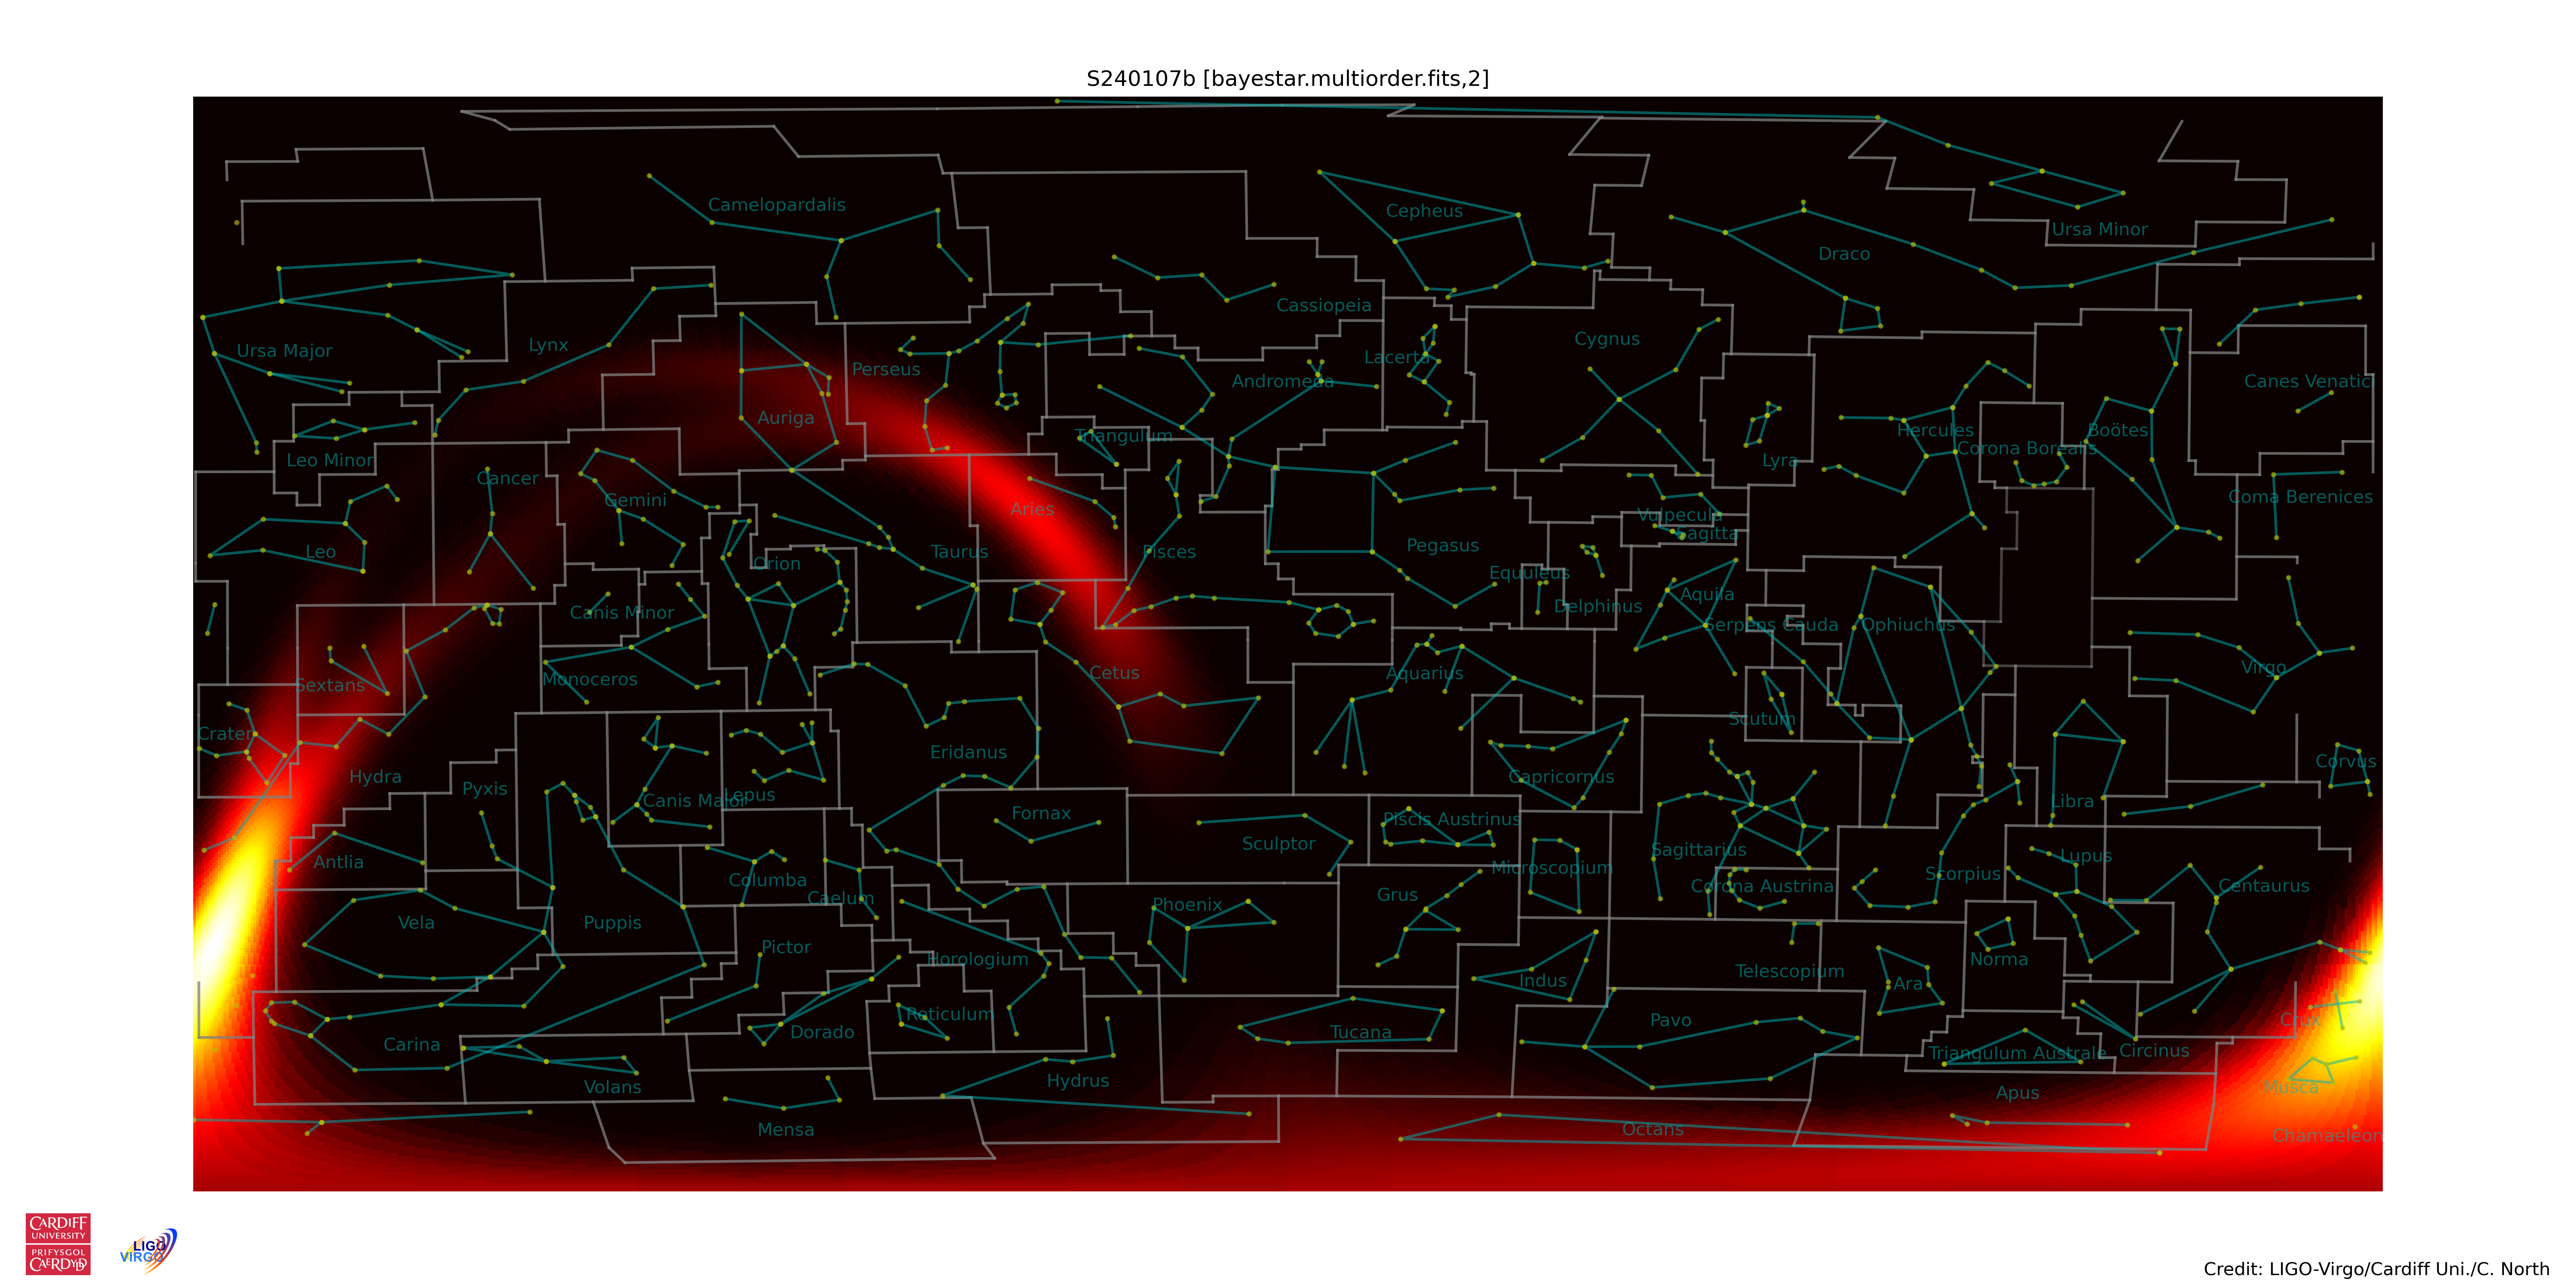 S240107b [bayestar.multiorder.fits,2]
Camelopardalis
Cepheus
Ursa Minor
Draco
Cassiopeia
Cygnus
Lynx
Ursa Major
Lacerta
Perseus
Andromeda
Canes Venatici
Auriga
Triangulum
Hercules
Boötes
Corona Borealis
Leo Minor
Lyra
Cancer
Gemini
Coma Berenices
Aries
Vulpecula
Sagitta
Pegasus
Leo
Taurus
Pisces
Orion
Equuleus
Aquila
Delphinus
Canis Minor
Serpens Cauda
Ophiuchus
Virgo
Cetus
Aquarius
Monoceros
Sextans
Scutum
Crater
Eridanus
Corvus
Hydra
Capricornus
Pyxis
Lepus
Canis Major
Libra
Fornax
Piscis Austrinus
Sculptor
Sagittarius
Lupus
Antlia
Microscopium
Scorpius
Columba
Corona Austrina
Centaurus
Grus
Caelum
Phoenix
Vela
Puppis
Pictor
Horologium
Norma
Telescopium
Indus
Ara
Reticulum
Pavo
Crux
Dorado
Tucana
Carina
Circinus
Triangulum Australe
Hydrus
Volans
Musca
Apus
Mensa
Octans
Chamaeleon
CARDIFF
UNIVERSITY
PRIFYSGOL
CAERDYDD
LIGO
VIRGO
Credit: LIGO-Virgo/Cardiff Uni./C. North